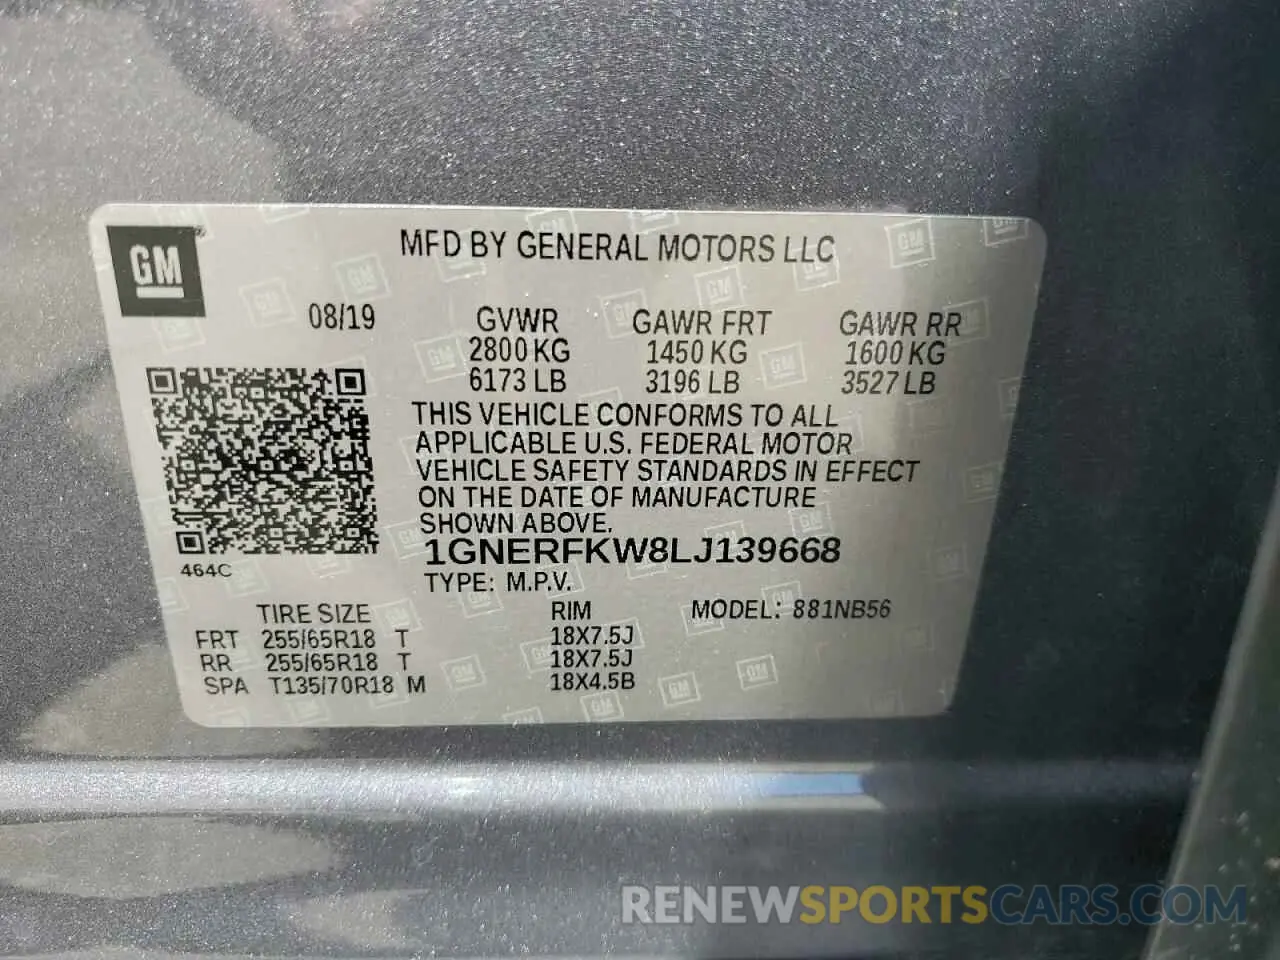 GM
MFD BY GENERAL MOTORS LLC
08/19 GVWR GAWR FRT GAWR RR
2800 KG 1450 KG 1600 KG
6173 LB 3196 LB 3527 LB
THIS VEHICLE CONFORMS TO ALL
APPLICABLE U.S. FEDERAL MOTOR
VEHICLE SAFETY STANDARDS IN EFFECT
ON THE DATE OF MANUFACTURE
SHOWN ABOVE.
1GNERFKW8LJ139668
464C
TYPE: M.P.V.
TIRE SIZE RIM MODEL: 881NB56
FRT 255/65R18 T 18X7.5J
RR 255/65R18 T 18X7.5J
SPA T135/70R18 M 18X4.5B
RENEWSPORTSCARS.COM